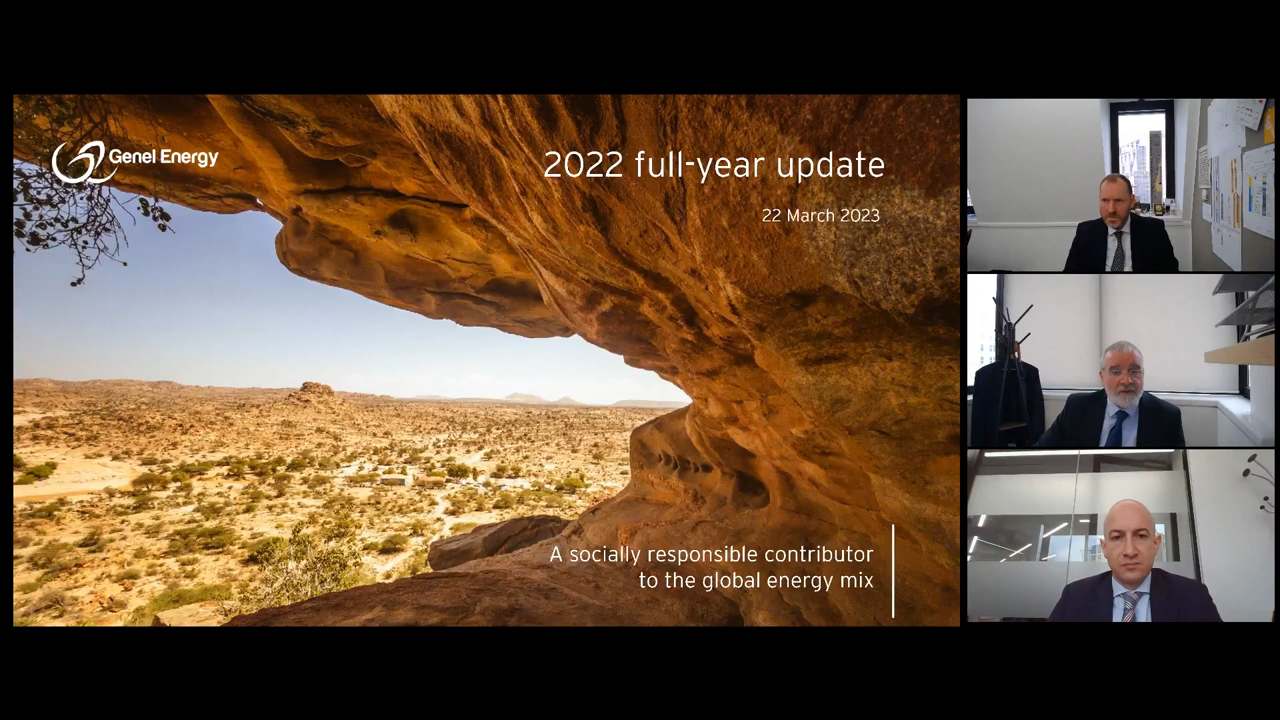 Genel Energy
2022 full-year update
22 March 2023
A socially responsible contributor
to the global energy mix